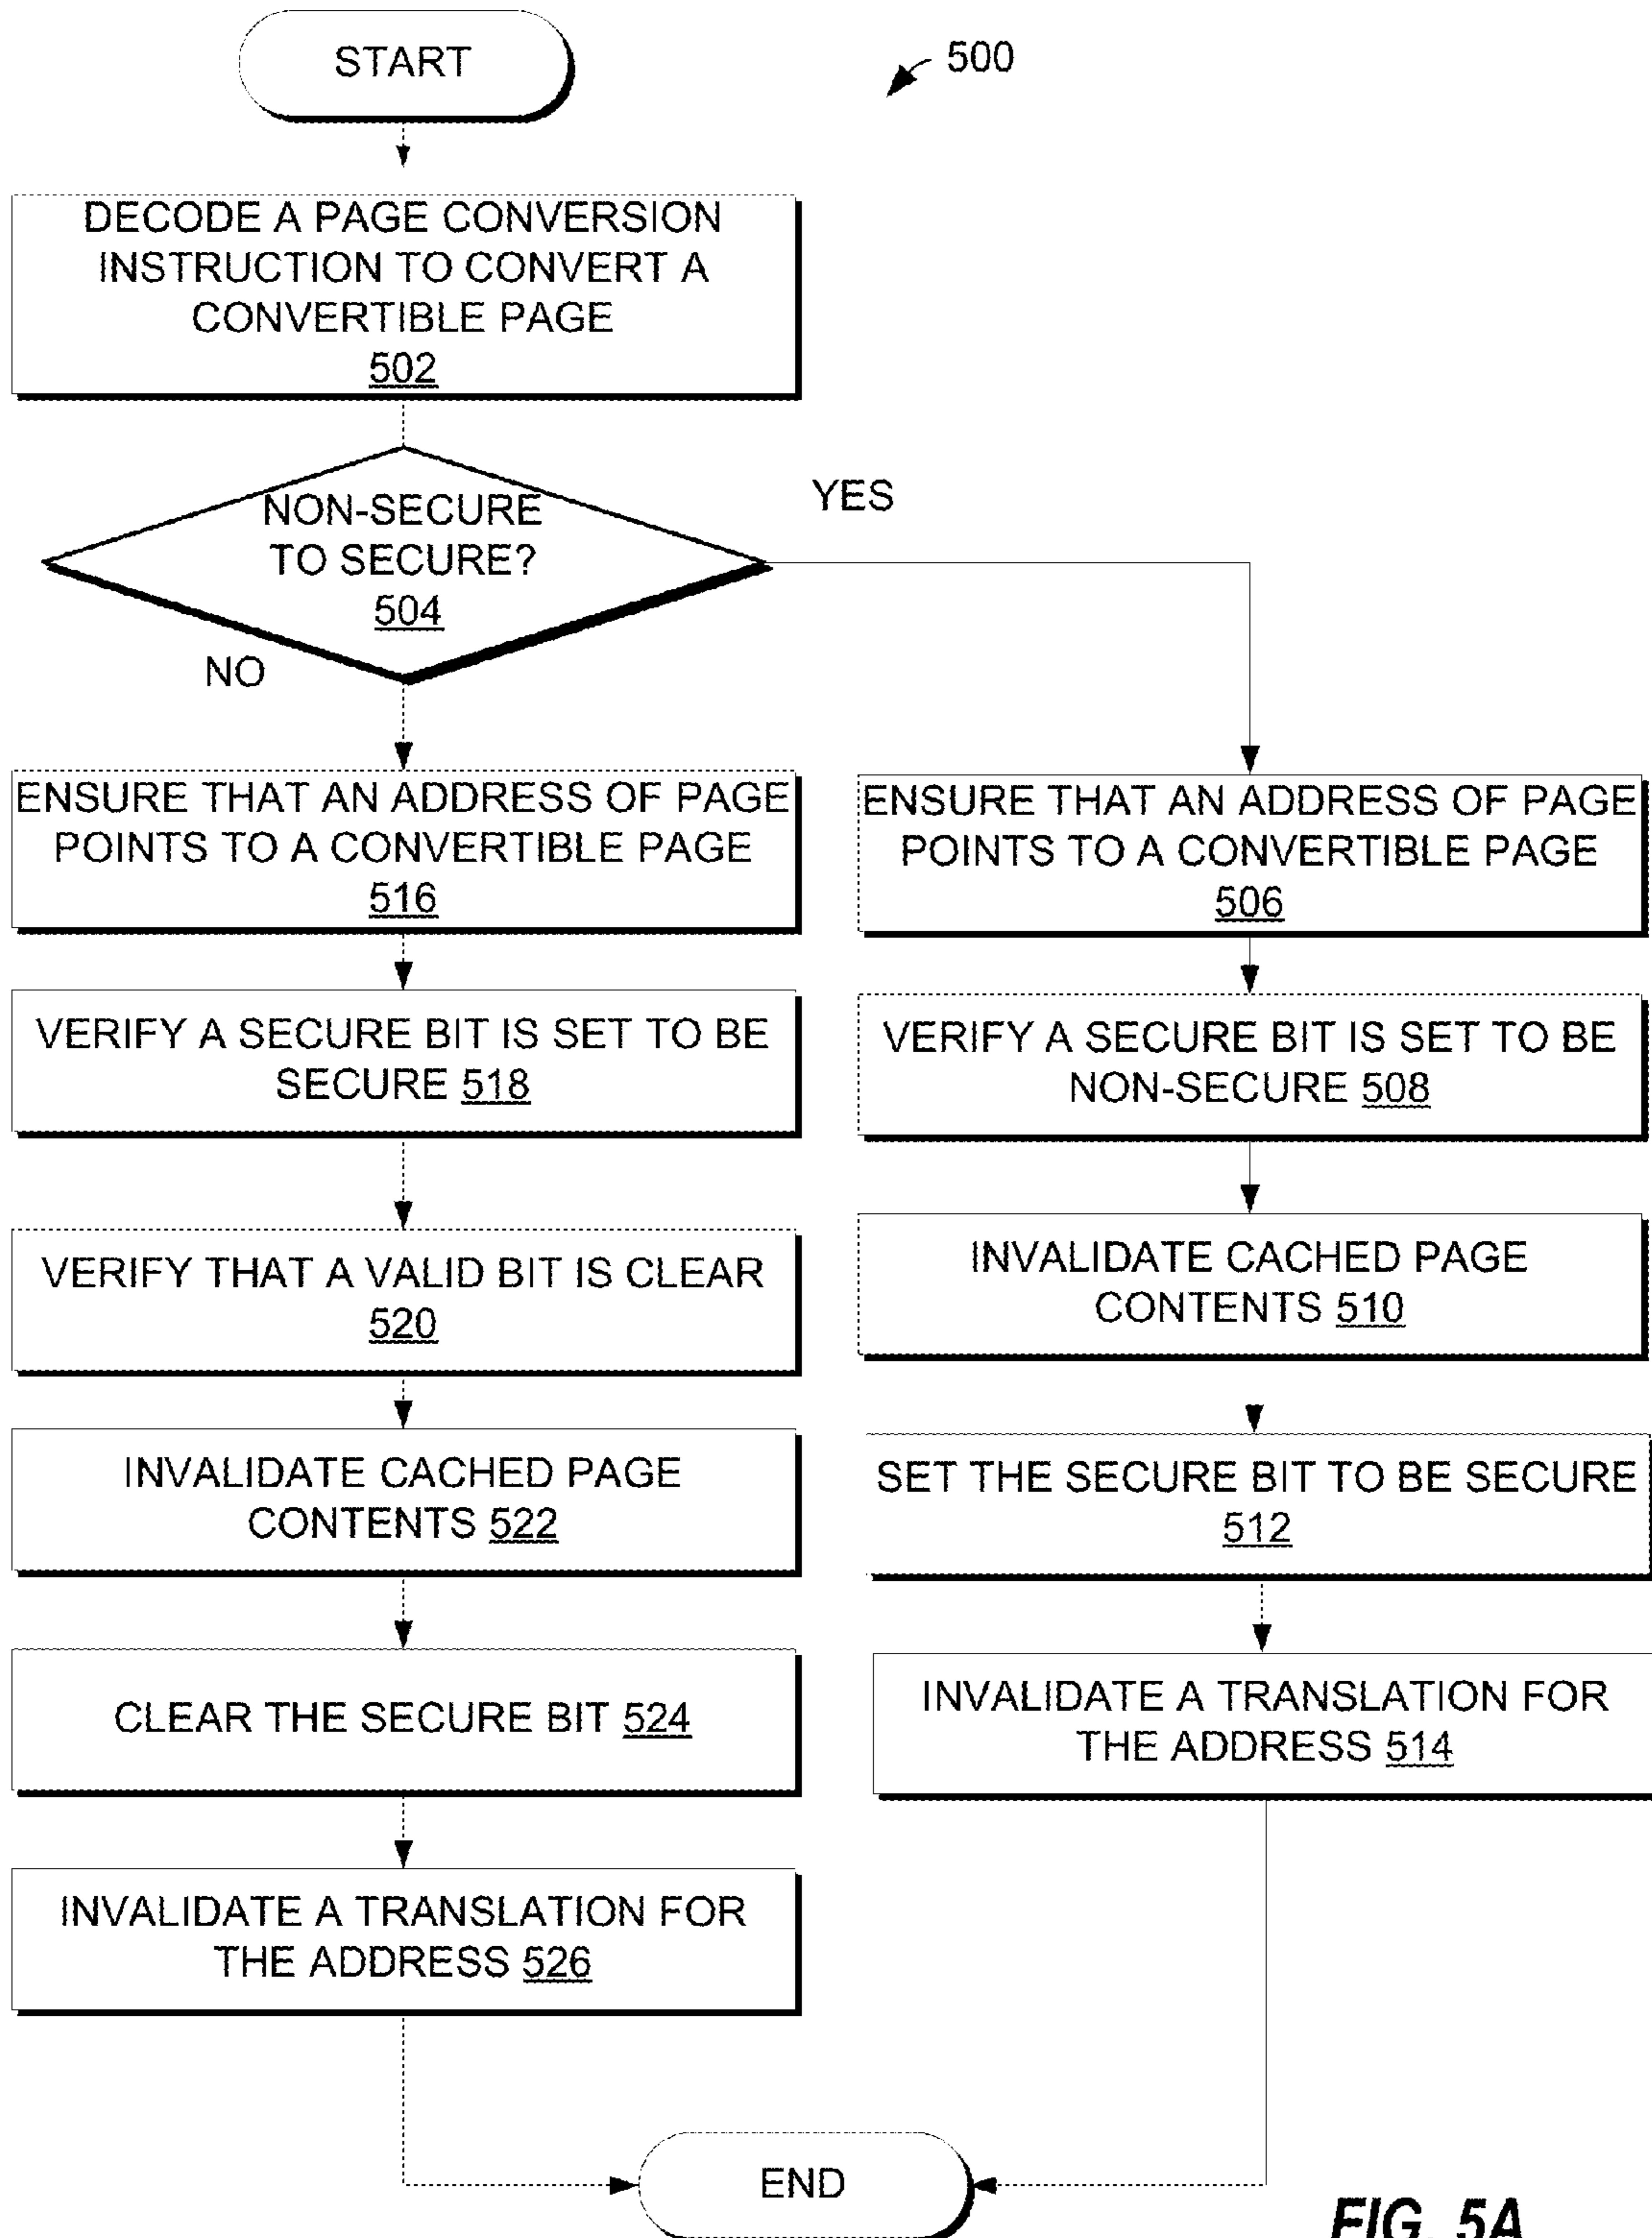 START
500
DECODE A PAGE CONVERSION
INSTRUCTION TO CONVERT A
CONVERTIBLE PAGE
502
NON-SECURE
TO SECURE?
504
YES
NO
ENSURE THAT AN ADDRESS OF PAGE
POINTS TO A CONVERTIBLE PAGE
516
VERIFY A SECURE BIT IS SET TO BE
SECURE 518
VERIFY THAT A VALID BIT IS CLEAR
520
INVALIDATE CACHED PAGE
CONTENTS 522
CLEAR THE SECURE BIT 524
INVALIDATE A TRANSLATION FOR
THE ADDRESS 526
ENSURE THAT AN ADDRESS OF PAGE
POINTS TO A CONVERTIBLE PAGE
506
VERIFY A SECURE BIT IS SET TO BE
NON-SECURE 508
INVALIDATE CACHED PAGE
CONTENTS 510
SET THE SECURE BIT TO BE SECURE
512
INVALIDATE A TRANSLATION FOR
THE ADDRESS 514
END
FIG. 5A